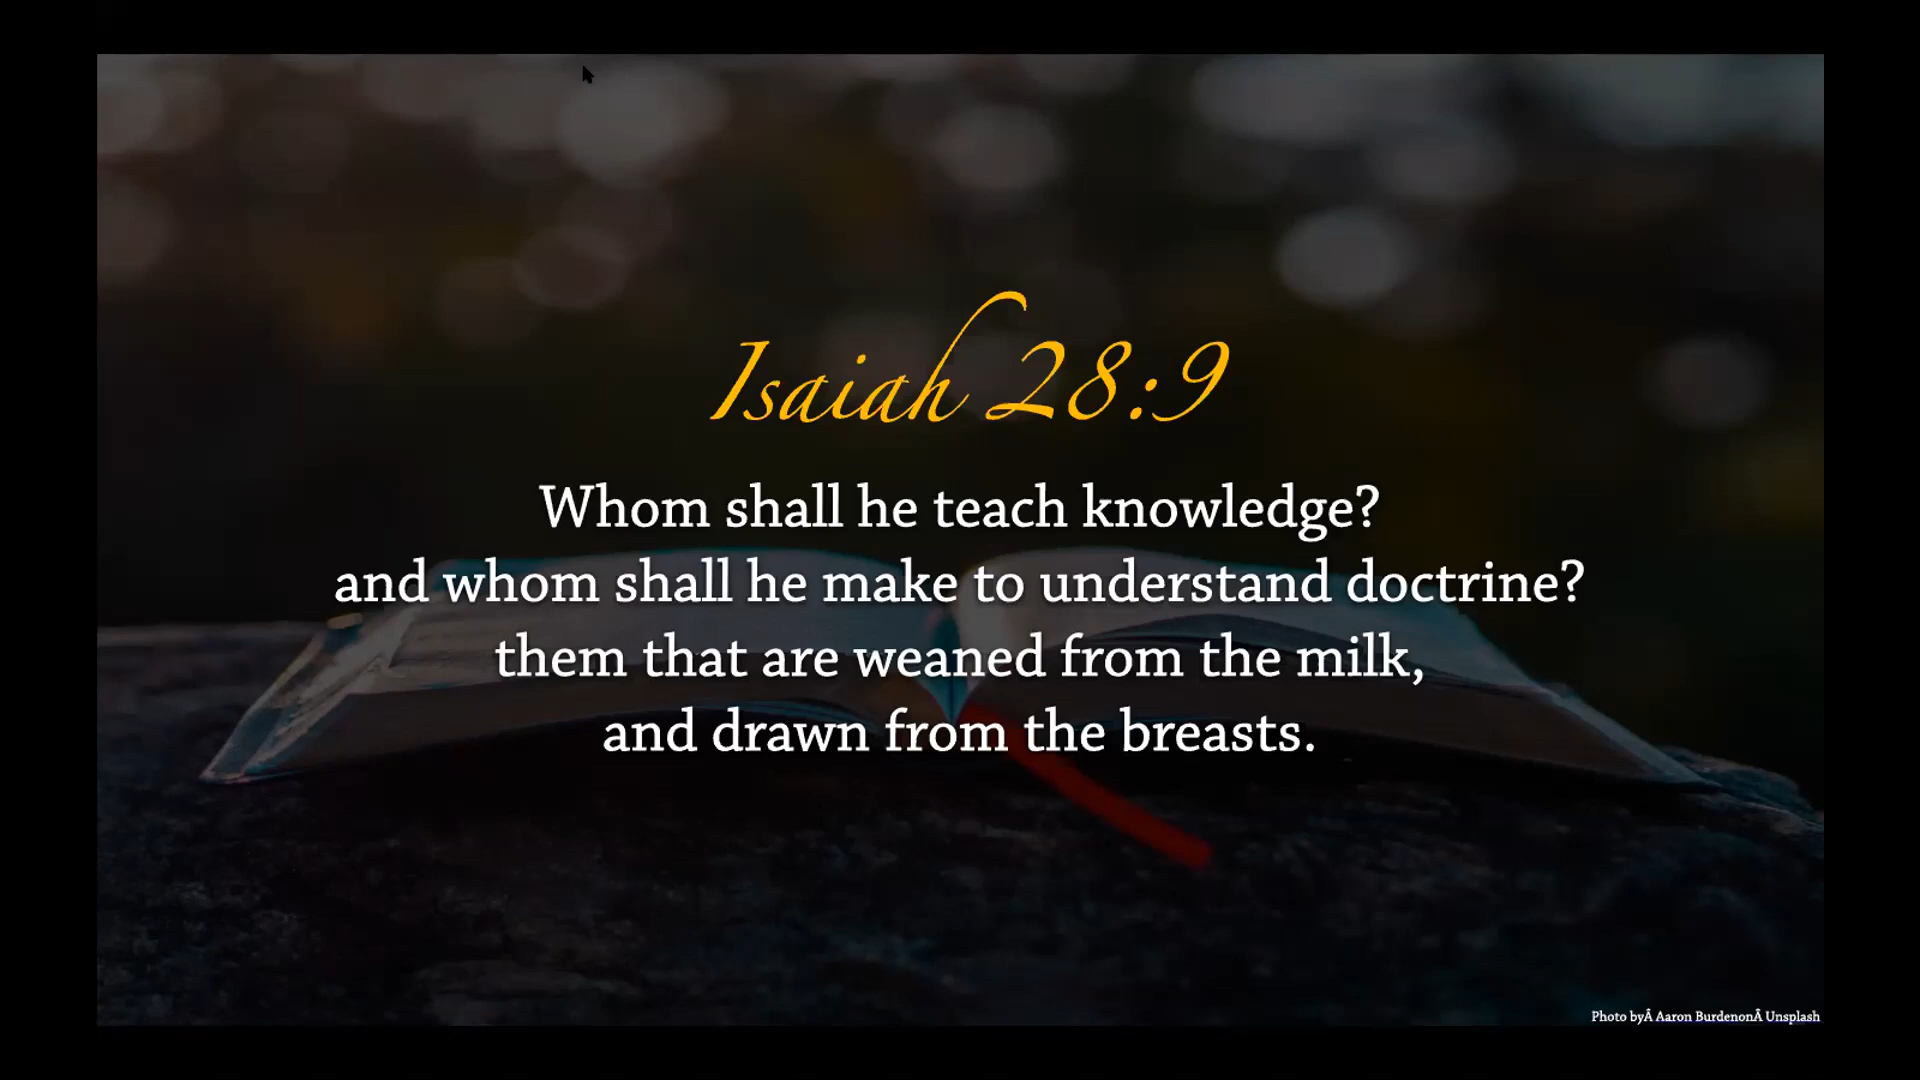 Isaiah 28:9
Whom shall he teach knowledge?
and whom shall he make to understand doctrine?
them that are weaned from the milk,
and drawn from the breasts.
Photo byÂ Aaron BurdenonÂ Unsplash